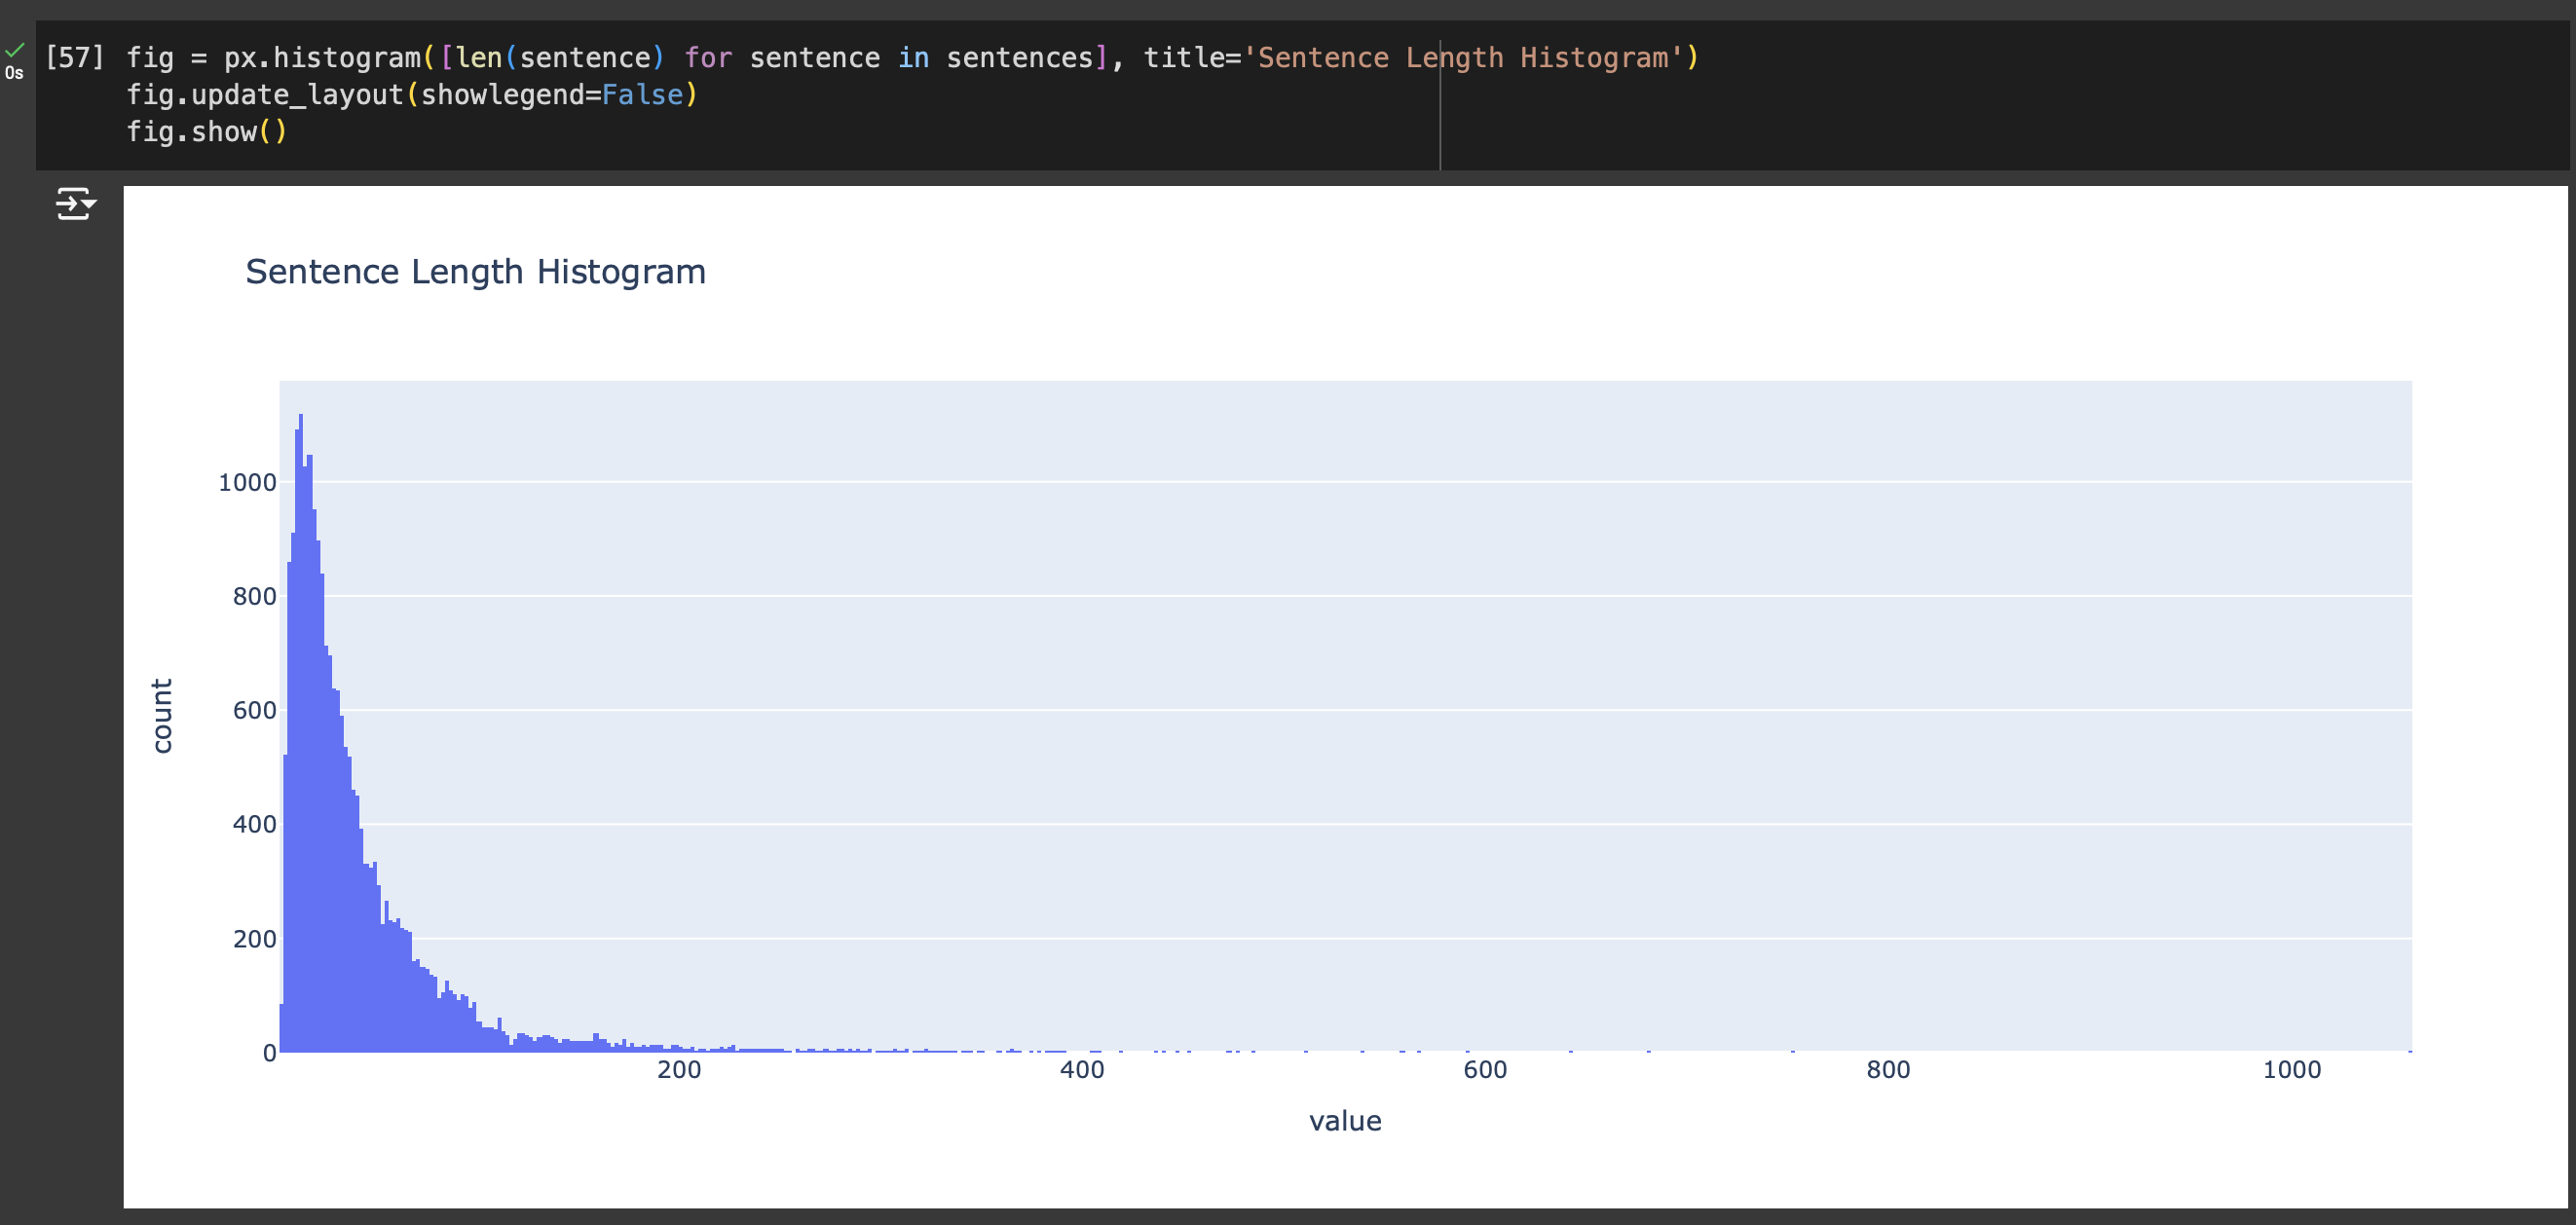 [57] fig = px.histogram([len(sentence) for sentence in sentences], title='Sentence Length Histogram')
0s
fig.update_layout(showlegend=False)
fig.show()
Sentence Length Histogram
1000
800
600
400
200
0
count
200 400 600 800 1000
value